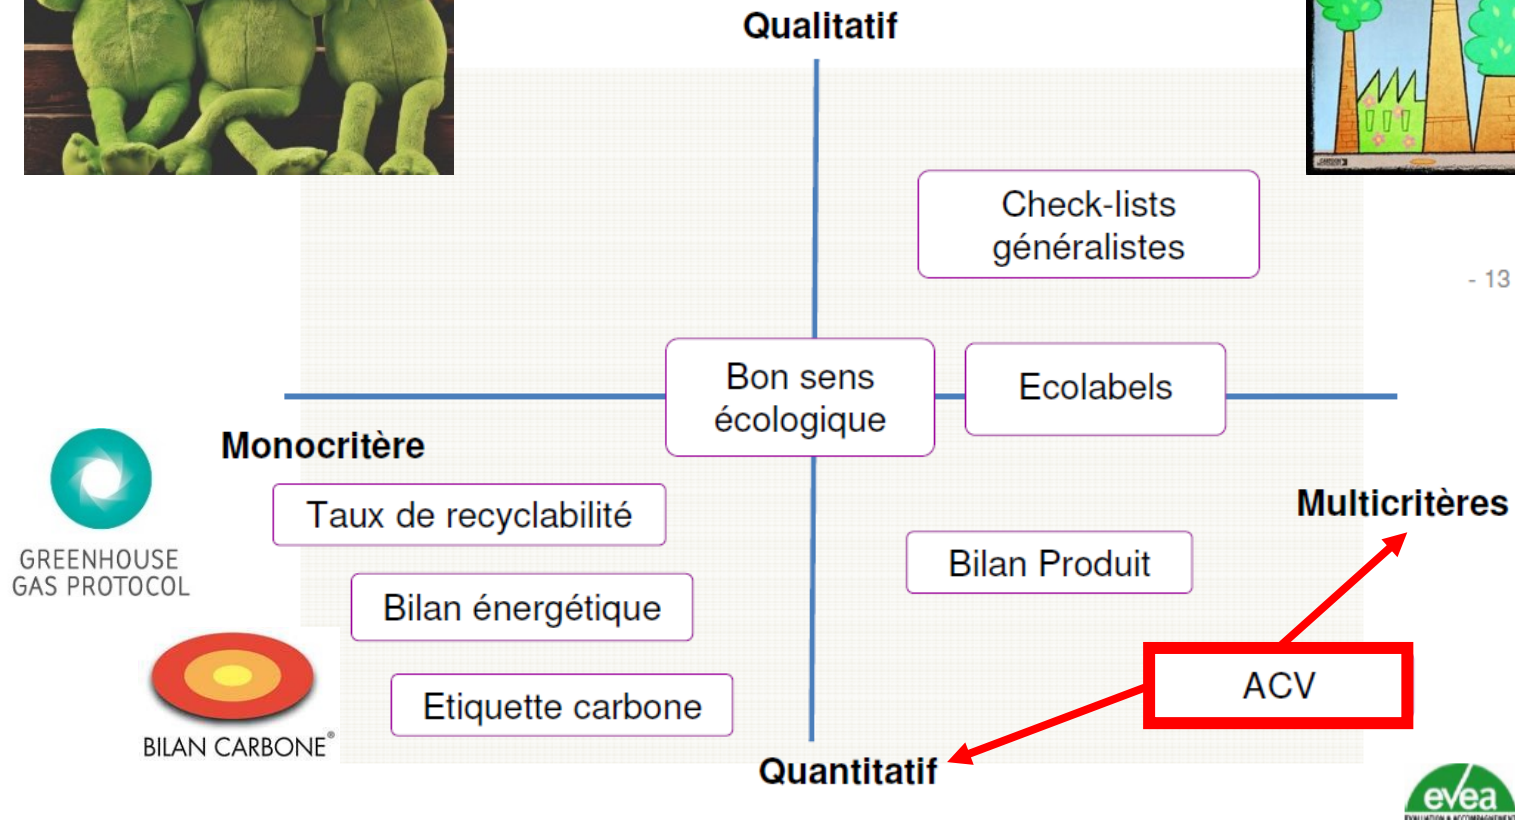 Qualitatif
Check-lists
généralistes
- 13
Bon sens
écologique
Ecolabels
Monocritère
Multicritères
Taux de recyclabilité
GREENHOUSE
GAS PROTOCOL
Bilan Produit
Bilan énergétique
ACV
Etiquette carbone
BILAN CARBONE®
Quantitatif
evea